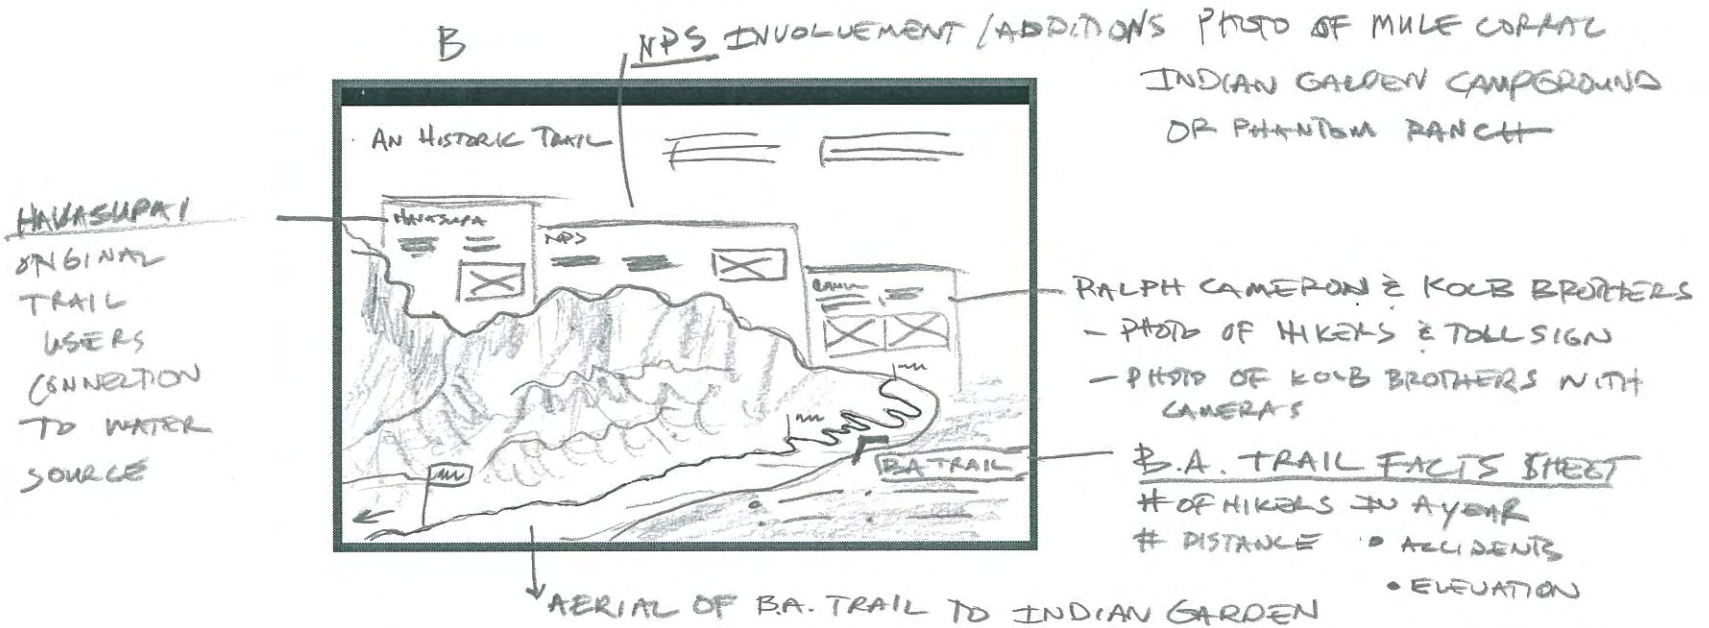 B
NPS INVOLVEMENT / ADDITIONS PHOTO OF MULE CORRAL
INDIAN GARDEN CAMPGROUND
OR PHANTOM RANCH
AN HISTORIC TRAIL
HAVASUPAI
ORIGINAL
TRAIL
USERS
CONNECTION
TO WATER
SOURCE
HAVASUPA
NPS
RALPH CAMERON & KOLB BROTHERS
- PHOTO OF HIKERS & TOLL SIGN
- PHOTO OF KOLB BROTHERS WITH
CAMERAS
B.A. TRAIL
B.A. TRAIL FACTS SHEET
# OF HIKERS IN A YEAR
# DISTANCE • ACCIDENTS
• ELEVATION
AERIAL OF B.A. TRAIL TO INDIAN GARDEN